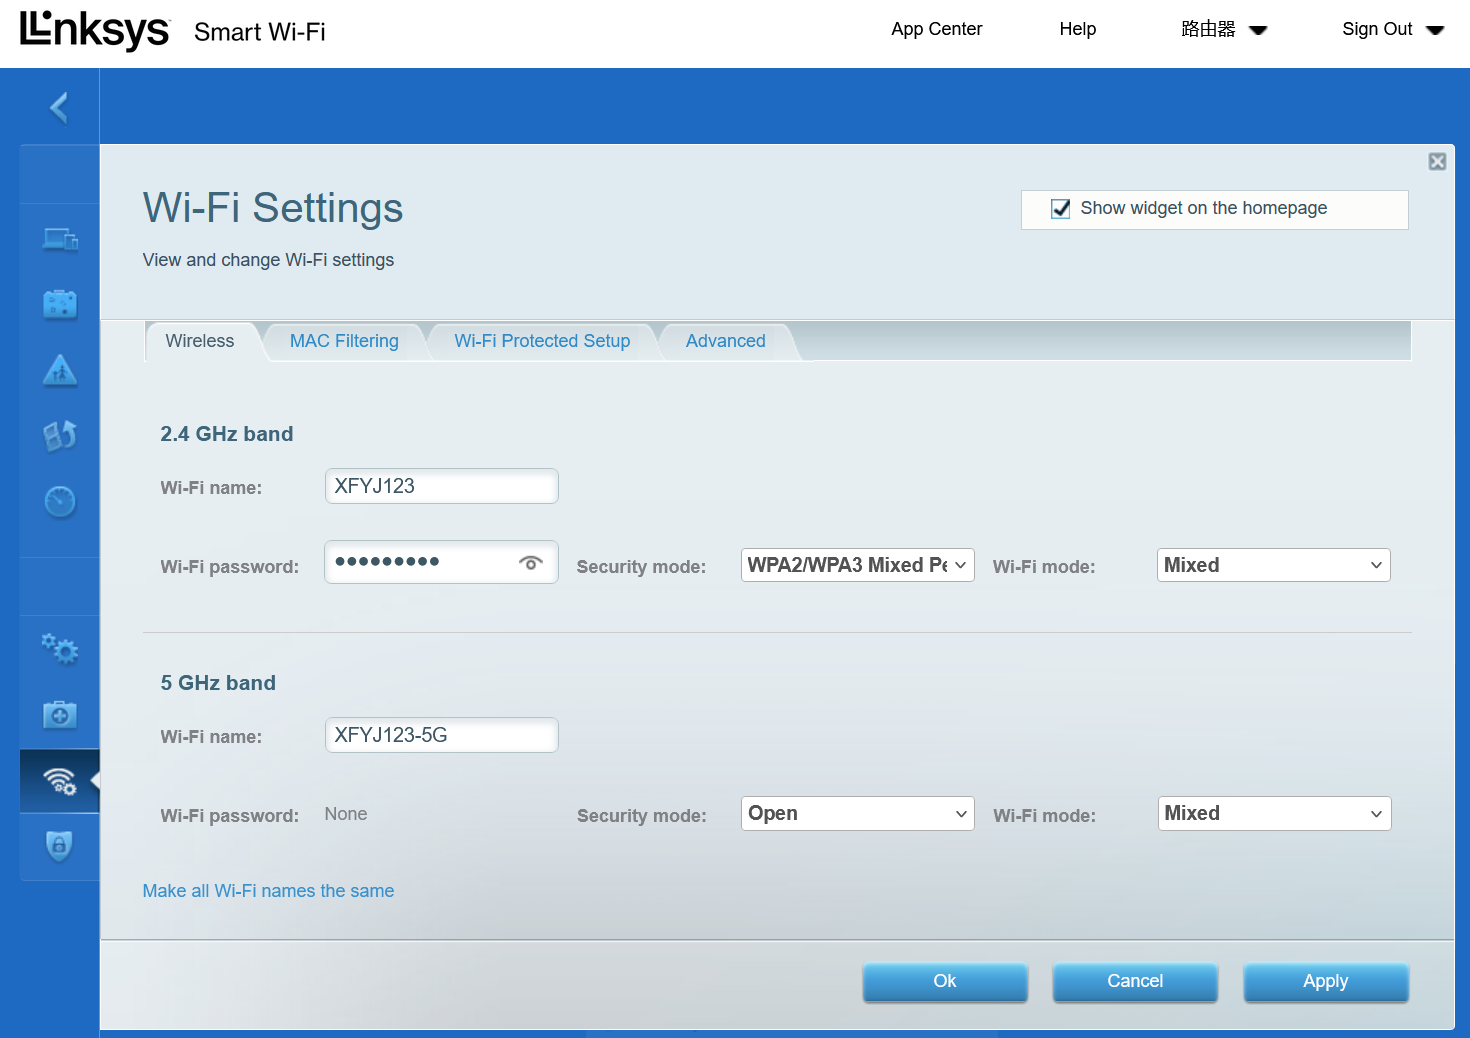 Linksys Smart Wi-Fi App Center Help 路由器 Sign Out
Wi-Fi Settings
Show widget on the homepage
View and change Wi-Fi settings
Wireless MAC Filtering Wi-Fi Protected Setup Advanced
2.4 GHz band
Wi-Fi name: XFYJ123
Wi-Fi password: ●●●●●●●●● Security mode: WPA2/WPA3 Mixed Pe Wi-Fi mode: Mixed
5 GHz band
Wi-Fi name: XFYJ123-5G
Wi-Fi password: None Security mode: Open Wi-Fi mode: Mixed
Make all Wi-Fi names the same
Ok Cancel Apply